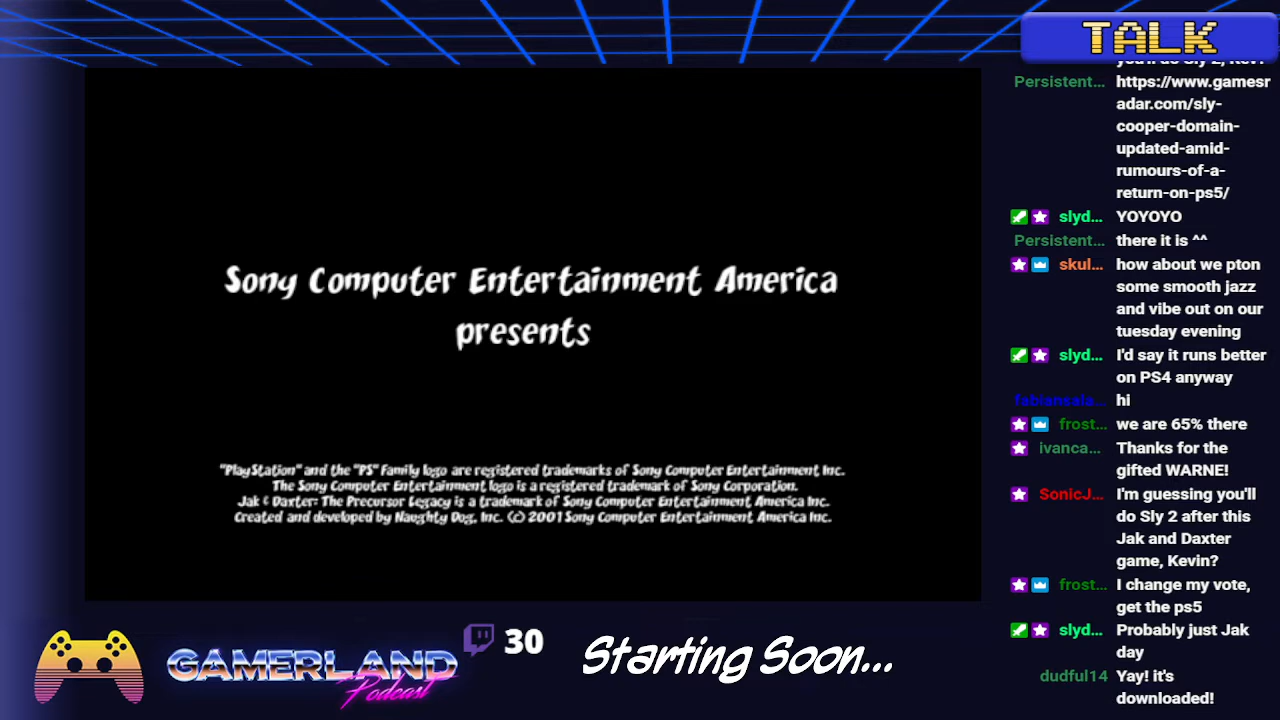 TALK
you'll do Sly 2, Kev?
Persistent... https://www.gamesr
adar.com/sly-
cooper-domain-
updated-amid-
rumours-of-a-
return-on-ps5/
slyd... YOYOYO
Persistent... there it is ^^
skul... how about we pton
some smooth jazz
and vibe out on our
tuesday evening
slyd... I'd say it runs better
on PS4 anyway
fabiansala... hi
frost... we are 65% there
ivanca... Thanks for the
gifted WARNE!
SonicJ... I'm guessing you'll
do Sly 2 after this
Jak and Daxter
game, Kevin?
frost... I change my vote,
get the ps5
slyd... Probably just Jak
day
dudful14 Yay! it's
downloaded!
Sony Computer Entertainment America
presents
"PlayStation" and the "PS" Family logo are registered trademarks of Sony Computer Entertainment Inc.
The Sony Computer Entertainment logo is a registered trademark of Sony Corporation.
Jak & Daxter: The Precursor Legacy is a trademark of Sony Computer Entertainment America Inc.
Created and developed by Naughty Dog, Inc. (c) 2001 Sony Computer Entertainment America Inc.
GAMERLAND
Podcast
30
Starting Soon...